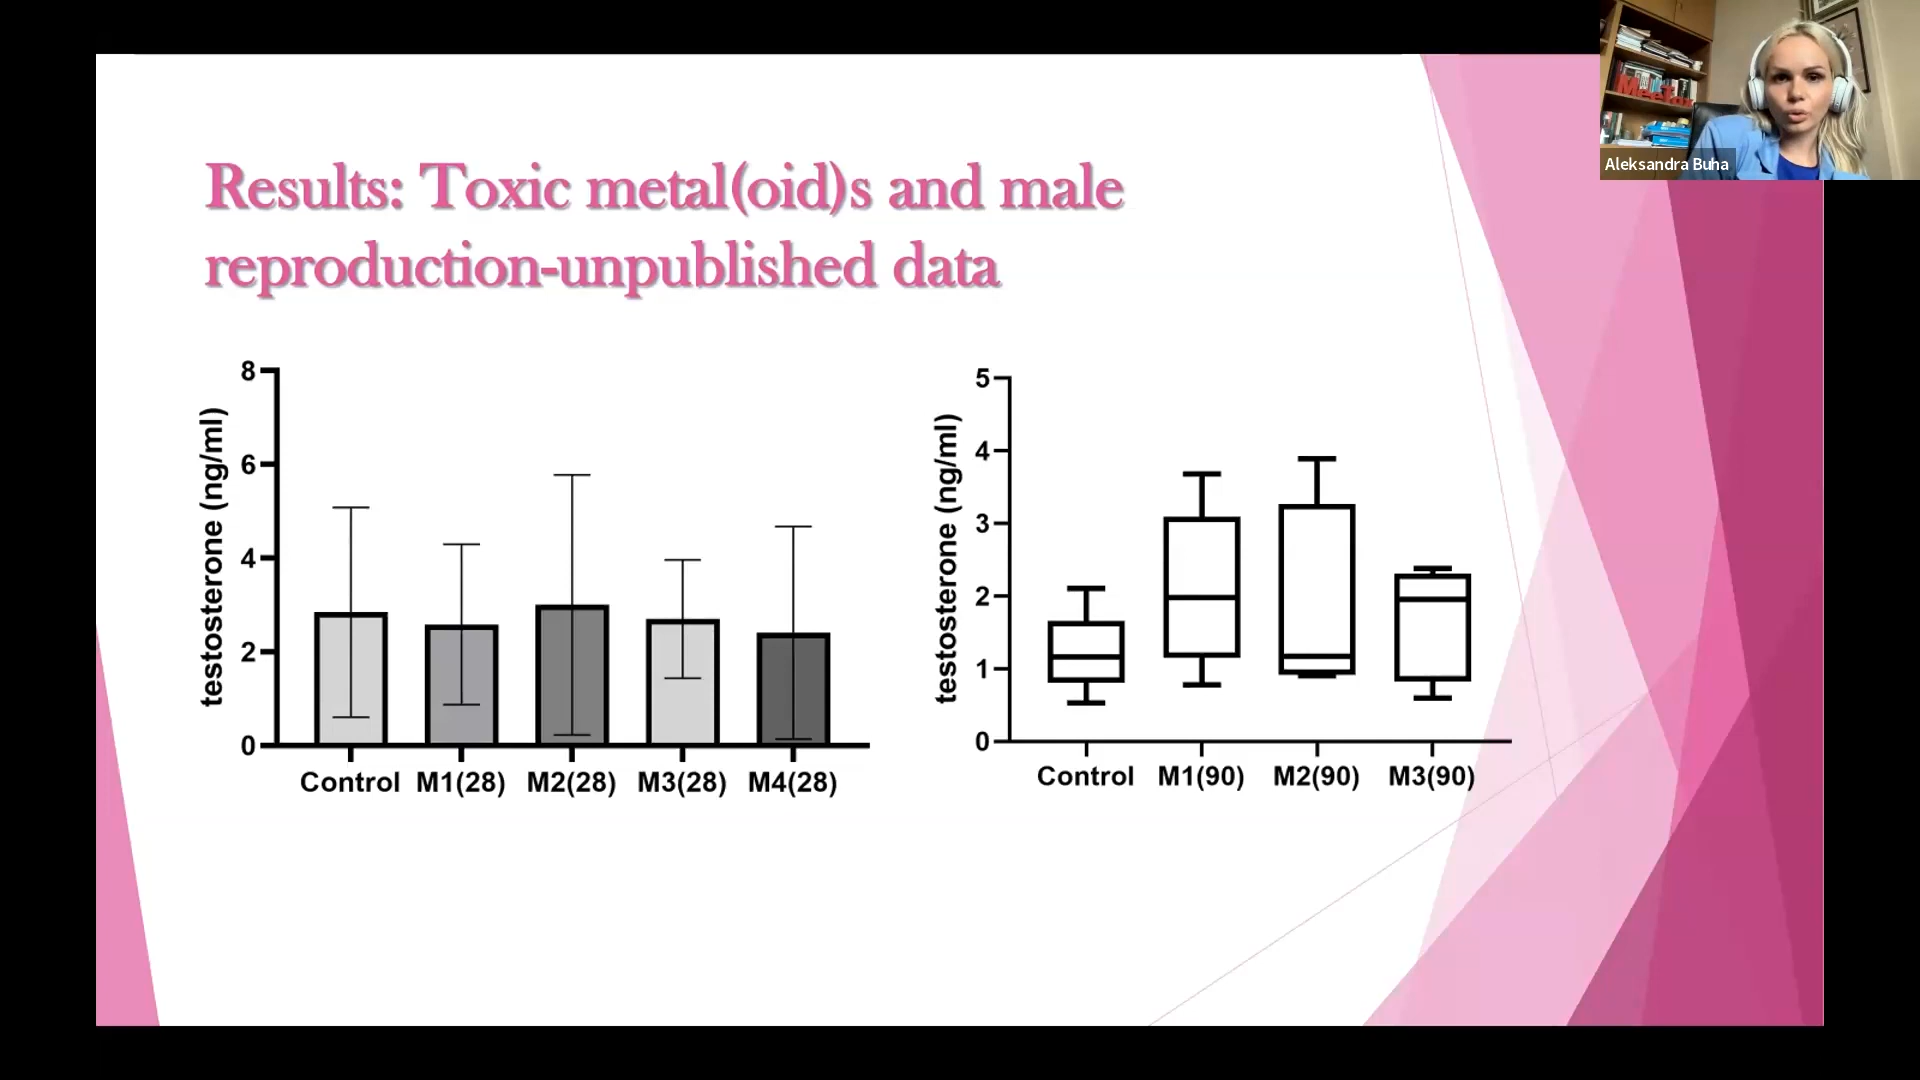 Results: Toxic metal(oid)s and male
reproduction-unpublished data
testosterone (ng/ml)
8
6
4
2
0
Control M1(28) M2(28) M3(28) M4(28)
testosterone (ng/ml)
5
4
3
2
1
0
Control M1(90) M2(90) M3(90)
Aleksandra Buha